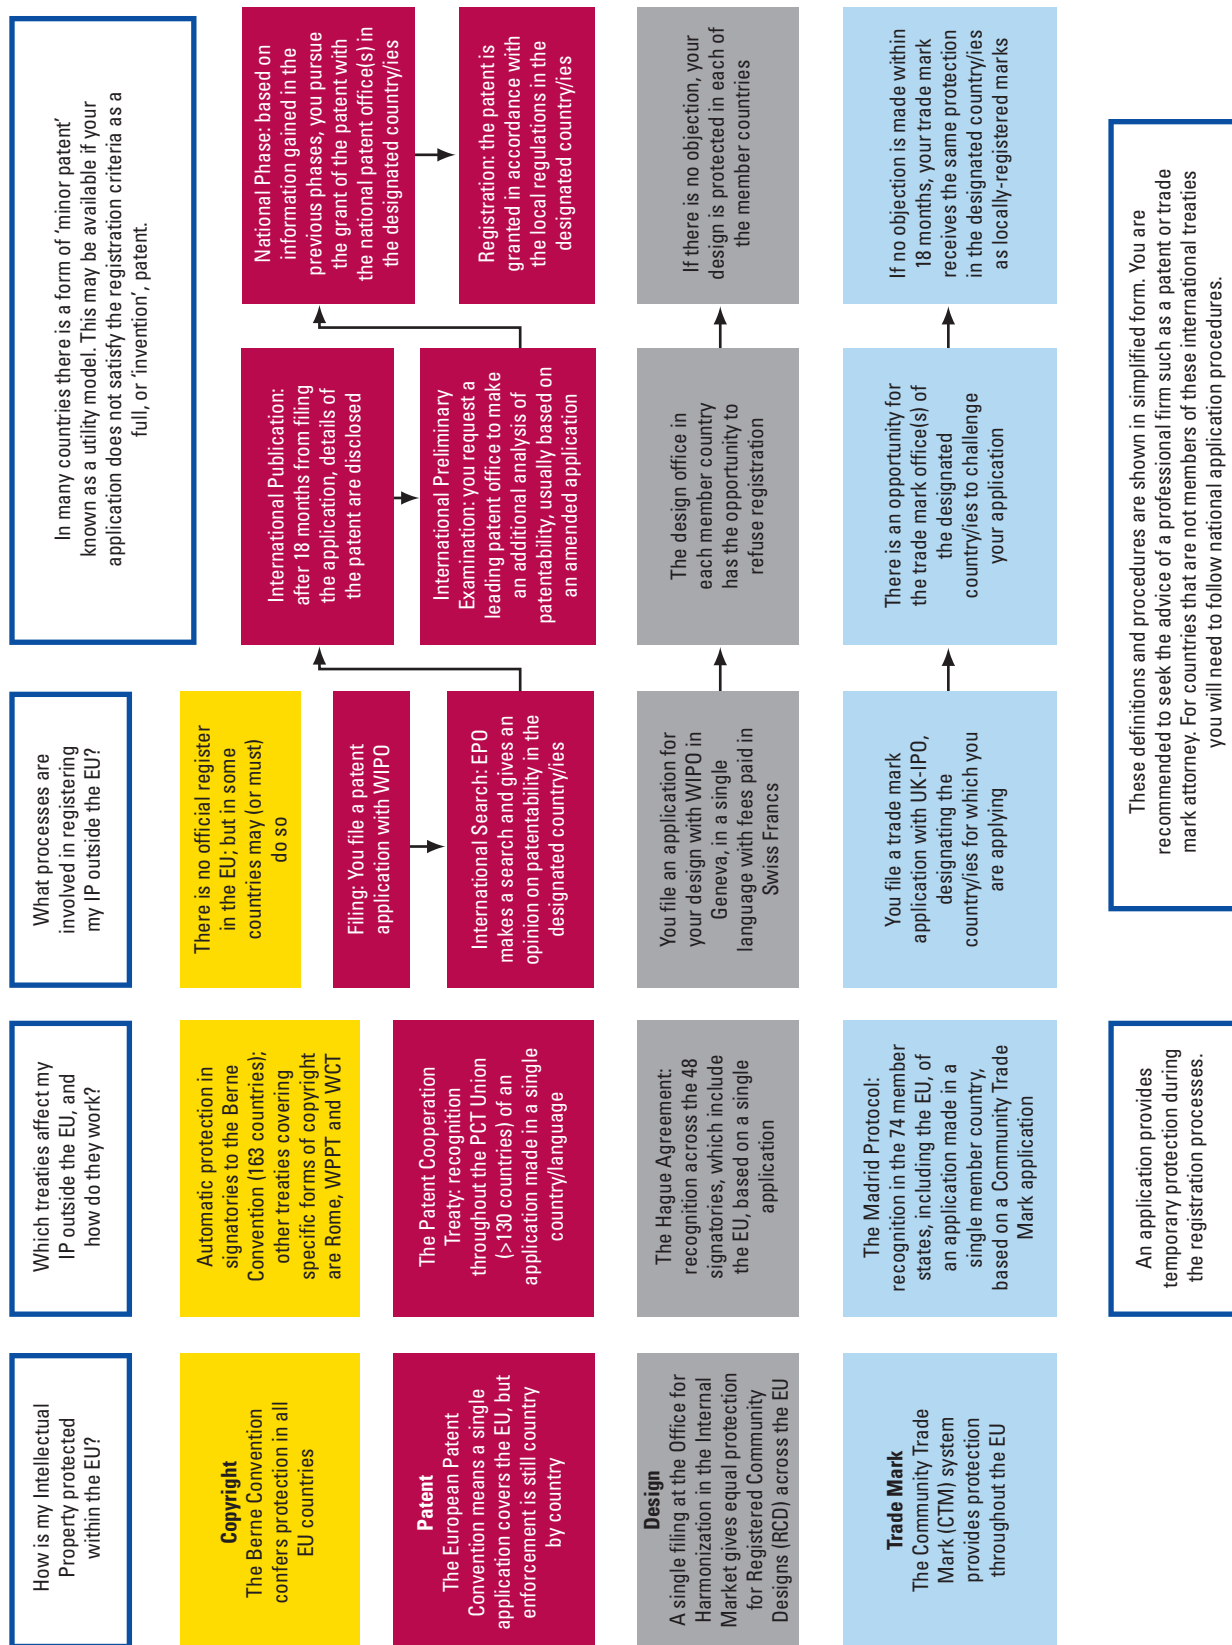 How is my Intellectual
Property protected
within the EU?
Which treaties affect my
IP outside the EU, and
how do they work?
What processes are
involved in registering
my IP outside the EU?
In many countries there is a form of ‘minor patent’
known as a utility model. This may be available if your
application does not satisfy the registration criteria as a
full, or ‘invention’, patent.
Copyright
The Berne Convention
confers protection in all
EU countries
Automatic protection in
signatories to the Berne
Convention (163 countries);
other treaties covering
specific forms of copyright
are Rome, WPPT and WCT
There is no official register
in the EU; but in some
countries may (or must)
do so
Patent
The European Patent
Convention means a single
application covers the EU, but
enforcement is still country
by country
The Patent Cooperation
Treaty: recognition
throughout the PCT Union
(>130 countries) of an
application made in a single
country/language
Filing: You file a patent
application with WIPO
International Search: EPO
makes a search and gives an
opinion on patentability in the
designated country/ies
International Publication:
after 18 months from filing
the application, details of
the patent are disclosed
International Preliminary
Examination: you request a
leading patent office to make
an additional analysis of
patentability, usually based on
an amended application
National Phase: based on
information gained in the
previous phases, you pursue
the grant of the patent with
the national patent office(s) in
the designated country/ies
Registration: the patent is
granted in accordance with
the local regulations in the
designated country/ies
Design
A single filing at the Office for
Harmonization in the Internal
Market gives equal protection
for Registered Community
Designs (RCD) across the EU
The Hague Agreement:
recognition across the 48
signatories, which include
the EU, based on a single
application
You file an application for
your design with WIPO in
Geneva, in a single
language with fees paid in
Swiss Francs
The design office in
each member country
has the opportunity to
refuse registration
If there is no objection, your
design is protected in each of
the member countries
Trade Mark
The Community Trade
Mark (CTM) system
provides protection
throughout the EU
The Madrid Protocol:
recognition in the 74 member
states, including the EU, of
an application made in a
single member country,
based on a Community Trade
Mark application
You file a trade mark
application with UK-IPO,
designating the
country/ies for which you
are applying
There is an opportunity for
the trade mark office(s) of
the designated
country/ies to challenge
your application
If no objection is made within
18 months, your trade mark
receives the same protection
in the designated country/ies
as locally-registered marks
An application provides
temporary protection during
the registration processes.
These definitions and procedures are shown in simplified form. You are
recommended to seek the advice of a professional firm such as a patent or trade
mark attorney. For countries that are not members of these international treaties
you will need to follow national application procedures.